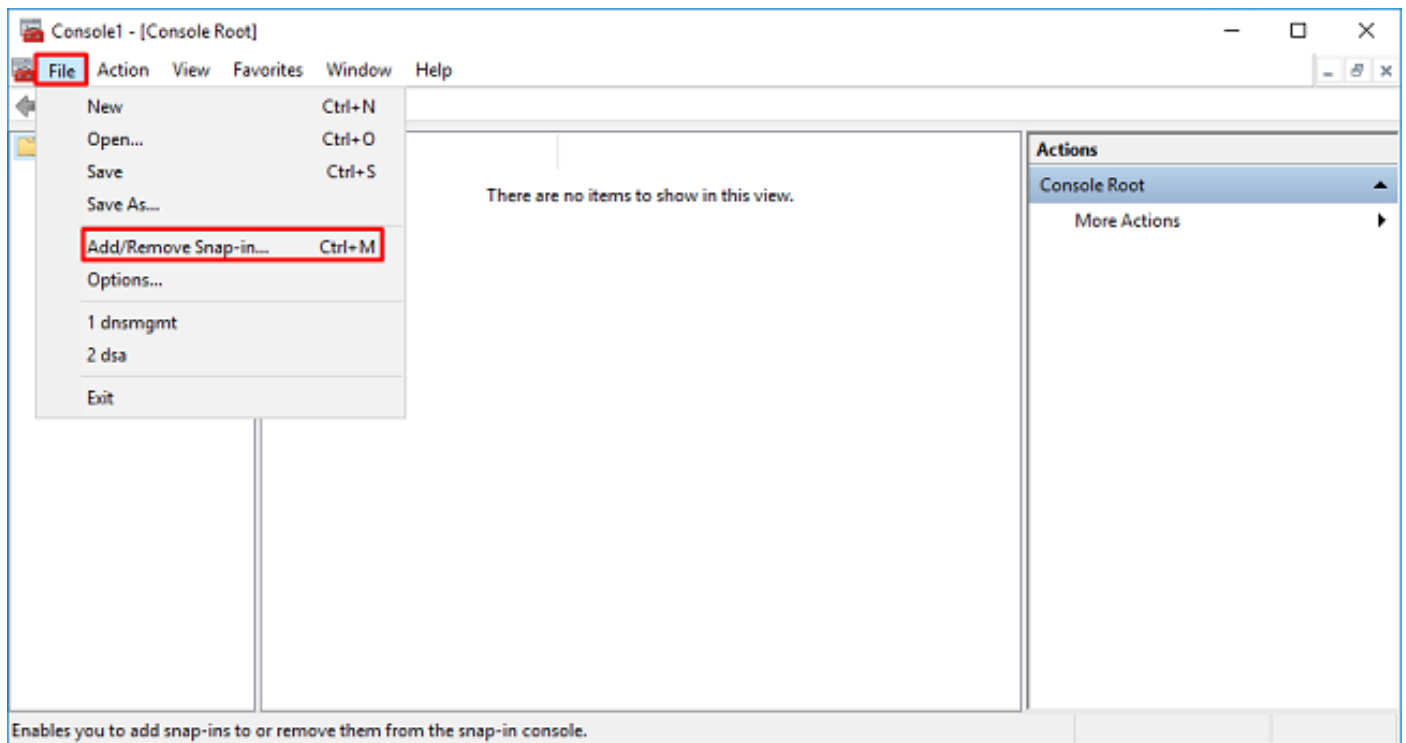 Console1 - [Console Root]
File Action View Favorites Window Help
New Ctrl+N
Open... Ctrl+O
Save Ctrl+S
Save As...
Add/Remove Snap-in... Ctrl+M
Options...
1 dnsmgmt
2 dsa
Exit
There are no items to show in this view.
Actions
Console Root
More Actions
Enables you to add snap-ins to or remove them from the snap-in console.